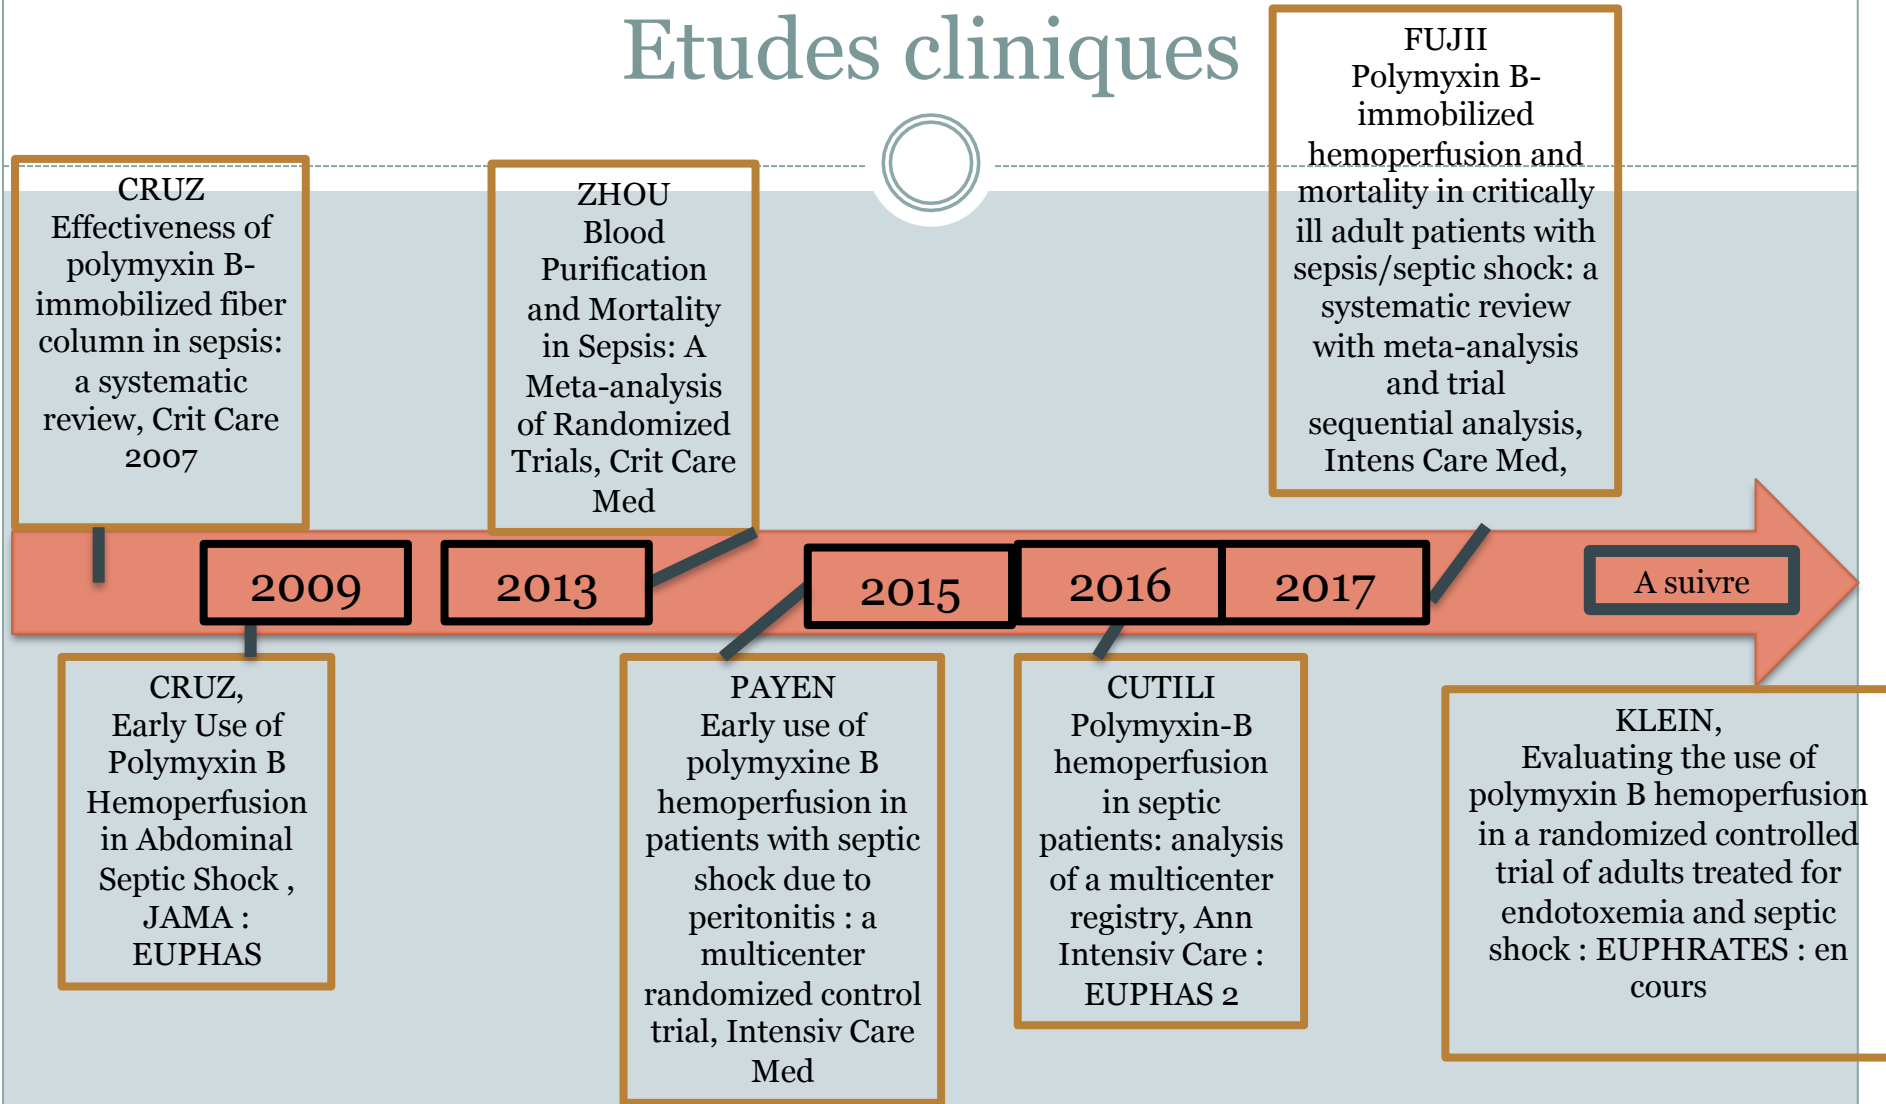 Etudes cliniques
CRUZ
Effectiveness of
polymyxin B-
immobilized fiber
column in sepsis:
a systematic
review, Crit Care
2007
ZHOU
Blood
Purification
and Mortality
in Sepsis: A
Meta-analysis
of Randomized
Trials, Crit Care
Med
FUJII
Polymyxin B-
immobilized
hemoperfusion and
mortality in critically
ill adult patients with
sepsis/septic shock: a
systematic review
with meta-analysis
and trial
sequential analysis,
Intens Care Med,
2009
2013
2015
2016
2017
A suivre
CRUZ,
Early Use of
Polymyxin B
Hemoperfusion
in Abdominal
Septic Shock ,
JAMA :
EUPHAS
PAYEN
Early use of
polymyxine B
hemoperfusion in
patients with septic
shock due to
peritonitis : a
multicenter
randomized control
trial, Intensiv Care
Med
CUTILI
Polymyxin-B
hemoperfusion
in septic
patients: analysis
of a multicenter
registry, Ann
Intensiv Care :
EUPHAS 2
KLEIN,
Evaluating the use of
polymyxin B hemoperfusion
in a randomized controlled
trial of adults treated for
endotoxemia and septic
shock : EUPHRATES : en
cours